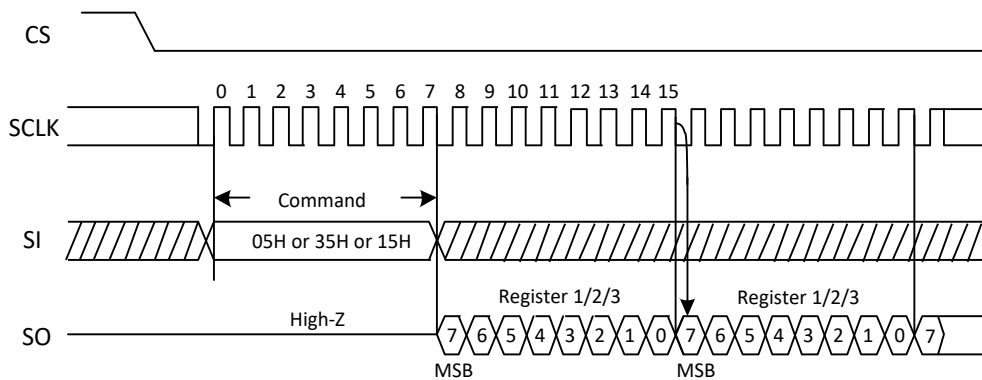 CS
0 1 2 3 4 5 6 7 8 9 10 11 12 13 14 15
SCLK
Command
SI
05H or 35H or 15H
Register 1/2/3 Register 1/2/3
High-Z
SO
7 6 5 4 3 2 1 0 7 6 5 4 3 2 1 0 7
MSB MSB